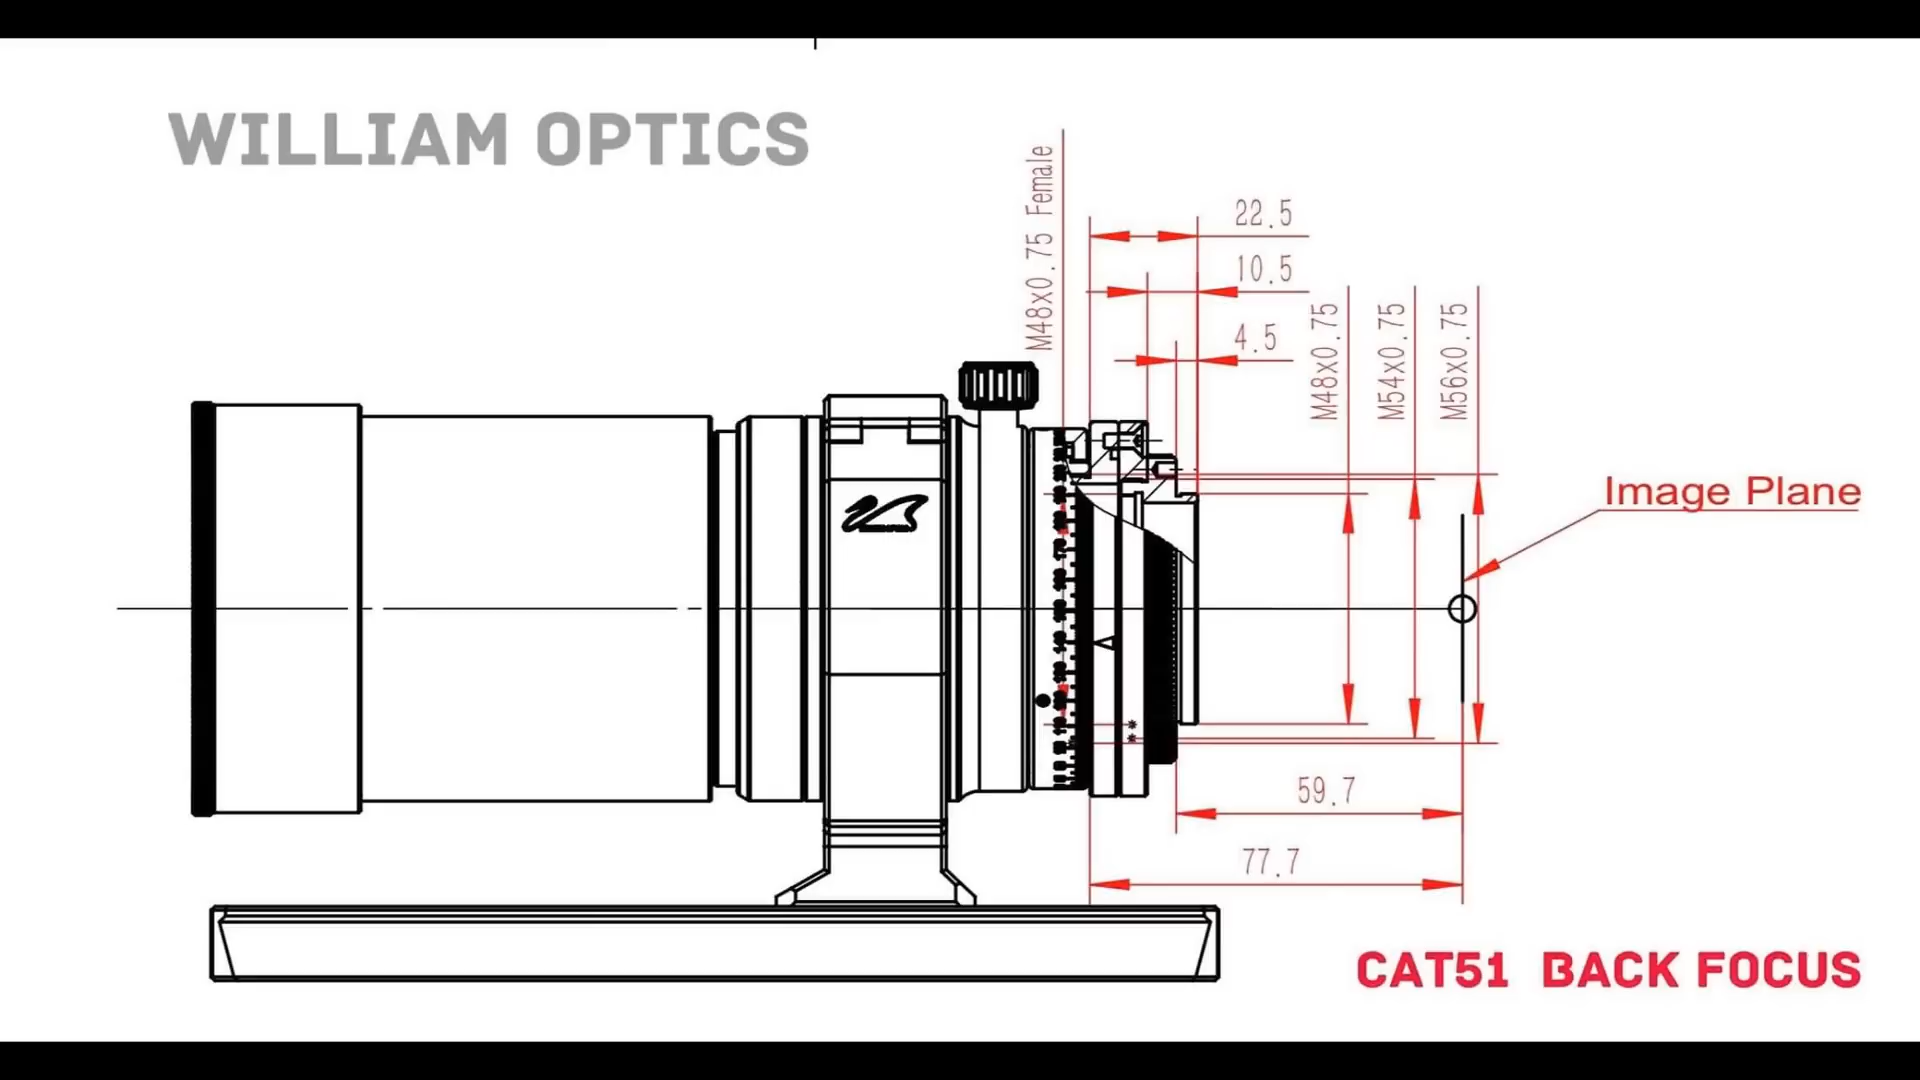 WILLIAM OPTICS
M48x0.75 Female
22.5
10.5
4.5
M48x0.75
M54x0.75
M56x0.75
Image Plane
59.7
77.7
CAT51 BACK FOCUS